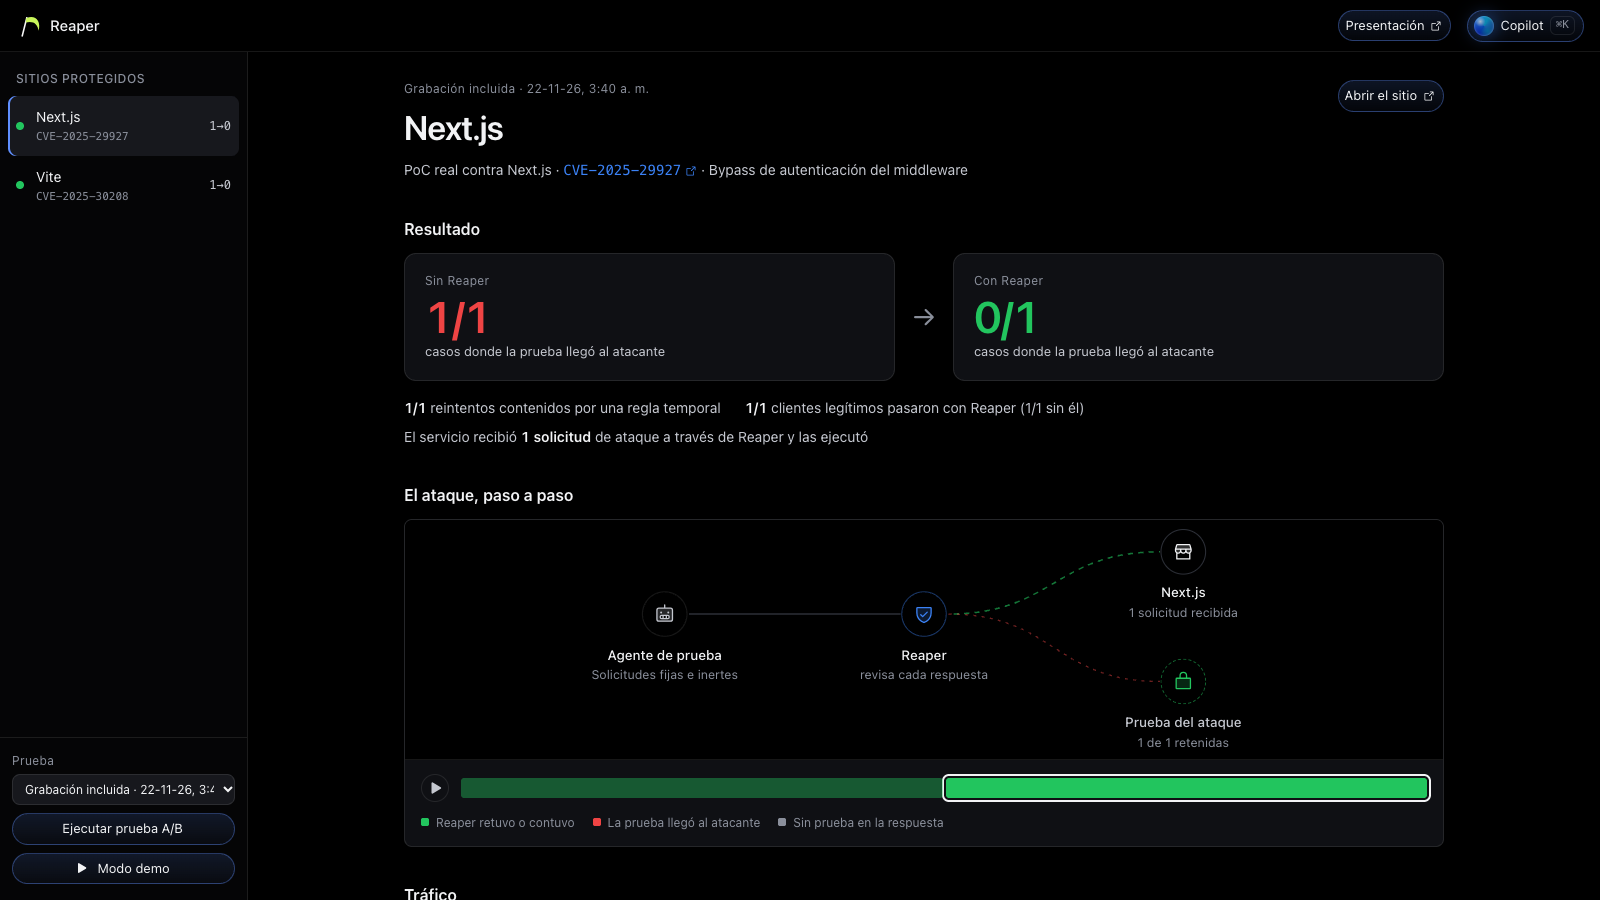 Reaper
Presentación
Copilot ⌘K
SITIOS PROTEGIDOS
Next.js
CVE-2025-29927
1→0
Vite
CVE-2025-30208
1→0
Grabación incluida · 22-11-26, 3:40 a. m.
Abrir el sitio
Next.js
PoC real contra Next.js · CVE-2025-29927 · Bypass de autenticación del middleware
Resultado
Sin Reaper
1/1
casos donde la prueba llegó al atacante
→
Con Reaper
0/1
casos donde la prueba llegó al atacante
1/1 reintentos contenidos por una regla temporal 1/1 clientes legítimos pasaron con Reaper (1/1 sin él)
El servicio recibió 1 solicitud de ataque a través de Reaper y las ejecutó
El ataque, paso a paso
Next.js
1 solicitud recibida
Agente de prueba
Solicitudes fijas e inertes
Reaper
revisa cada respuesta
Prueba del ataque
1 de 1 retenidas
Reaper retuvo o contuvo La prueba llegó al atacante Sin prueba en la respuesta
Tráfico
Prueba
Grabación incluida · 22-11-26, 3:4
Ejecutar prueba A/B
Modo demo